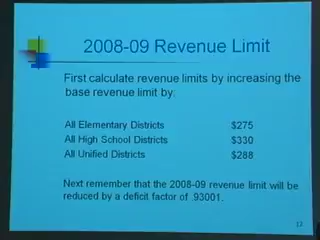 2008-09 Revenue Limit
First calculate revenue limits by increasing the
base revenue limit by:
All Elementary Districts $275
All High School Districts $330
All Unified Districts $288
Next remember that the 2008-09 revenue limit will be
reduced by a deficit factor of .93001.